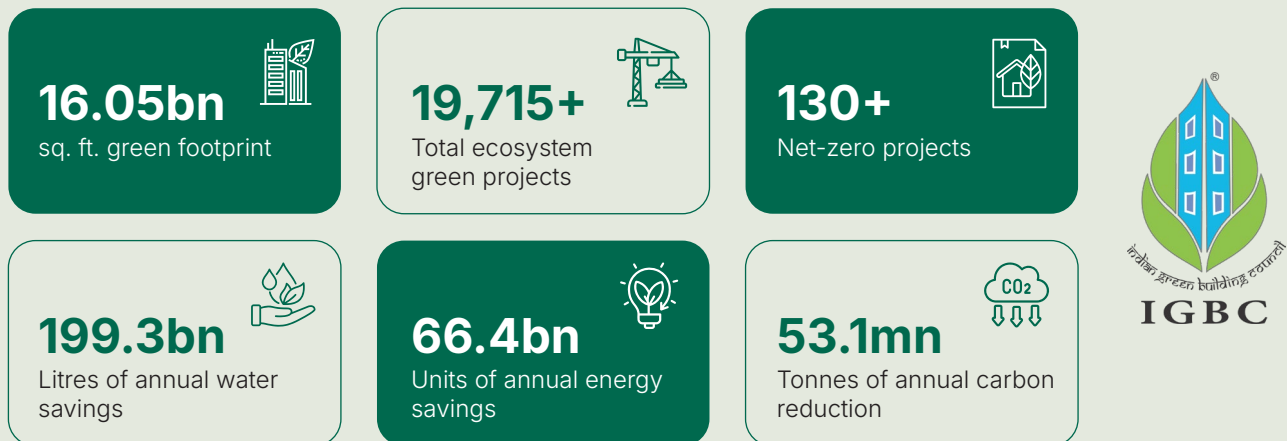 16.05bn
sq. ft. green footprint
19,715+
Total ecosystem
green projects
130+
Net-zero projects
199.3bn
Litres of annual water
savings
66.4bn
Units of annual energy
savings
CO₂
53.1mn
Tonnes of annual carbon
reduction
®
indian green building council
IGBC